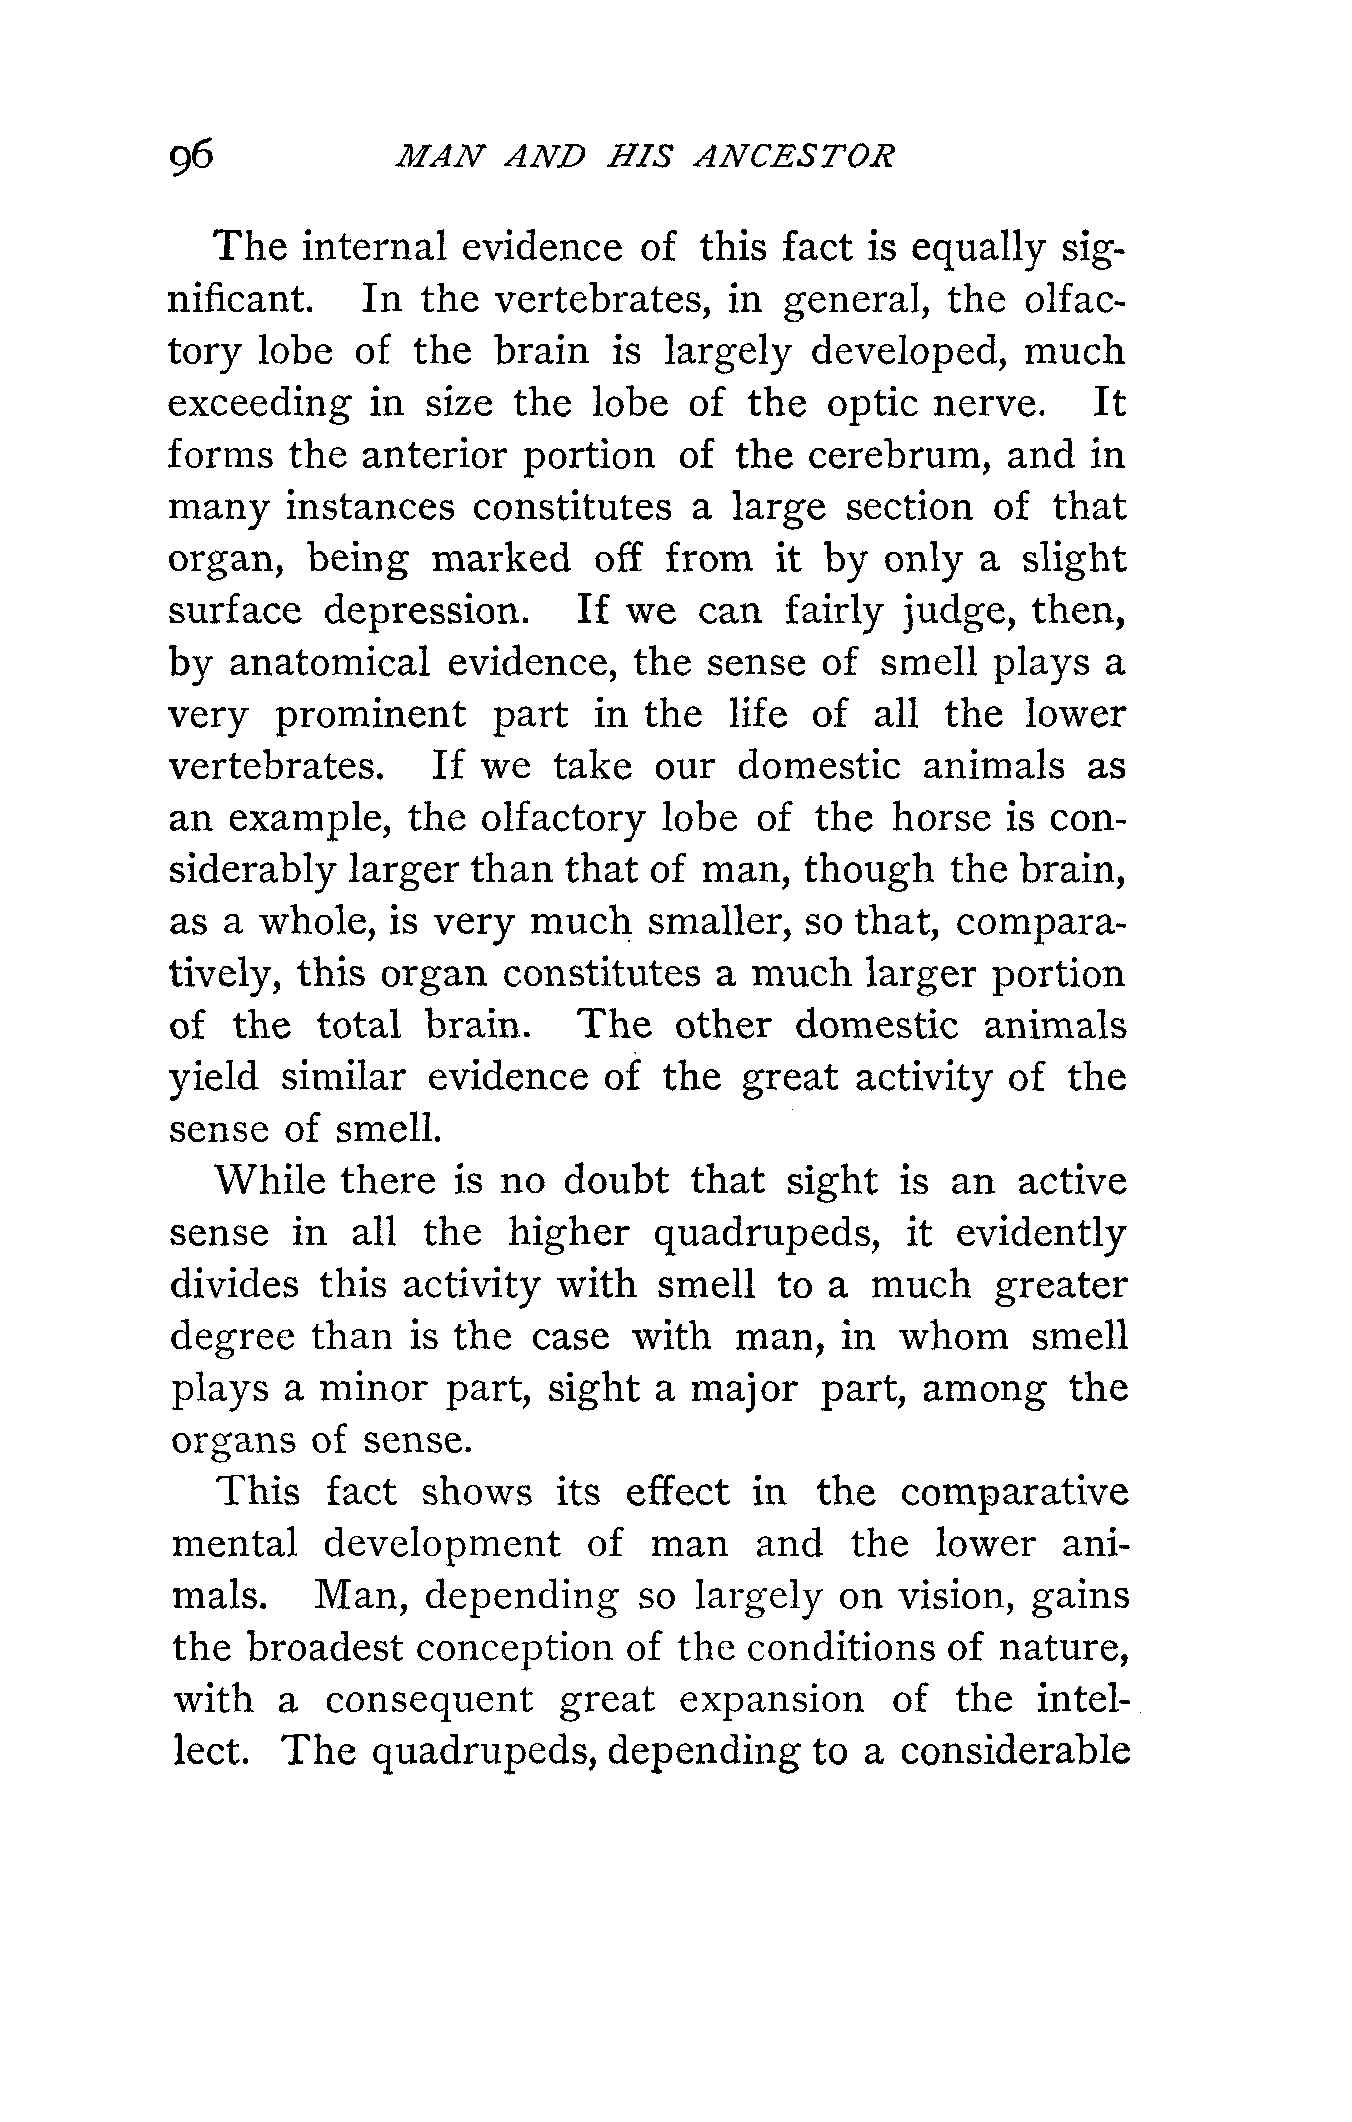 96 MAN AND HIS ANCESTOR
The internal evidence of this fact is equally sig-
nificant. In the vertebrates, in general, the olfac-
tory lobe of the brain is largely developed, much
exceeding in size the lobe of the optic nerve. It
forms the anterior portion of the cerebrum, and in
many instances constitutes a large section of that
organ, being marked off from it by only a slight
surface depression. If we can fairly judge, then,
by anatomical evidence, the sense of smell plays a
very prominent part in the life of all the lower
vertebrates. If we take our domestic animals as
an example, the olfactory lobe of the horse is con-
siderably larger than that of man, though the brain,
as a whole, is very much smaller, so that, compara-
tively, this organ constitutes a much larger portion
of the total brain. The other domestic animals
yield similar evidence of the great activity of the
sense of smell.
While there is no doubt that sight is an active
sense in all the higher quadrupeds, it evidently
divides this activity with smell to a much greater
degree than is the case with man, in whom smell
plays a minor part, sight a major part, among the
organs of sense.
This fact shows its effect in the comparative
mental development of man and the lower ani-
mals. Man, depending so largely on vision, gains
the broadest conception of the conditions of nature,
with a consequent great expansion of the intel-
lect. The quadrupeds, depending to a considerable